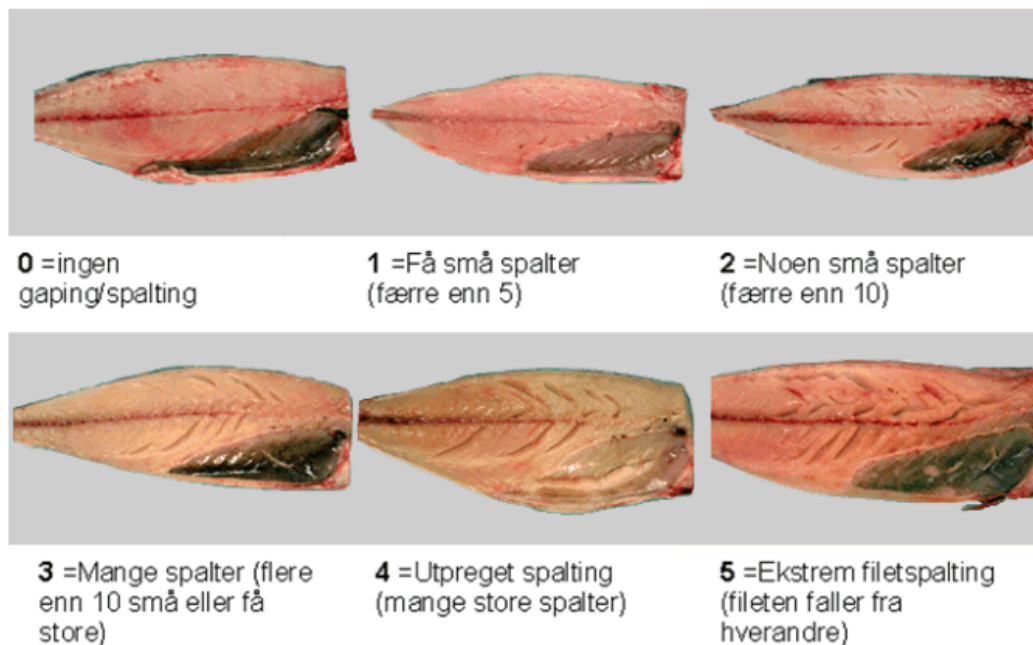 0 =ingen
gaping/spalting
1 =Få små spalter
(færre enn 5)
2 =Noen små spalter
(færre enn 10)
3 =Mange spalter (flere
enn 10 små eller få
store)
4 =Utpreget spalting
(mange store spalter)
5 =Ekstrem filetspalting
(fileten faller fra
hverandre)